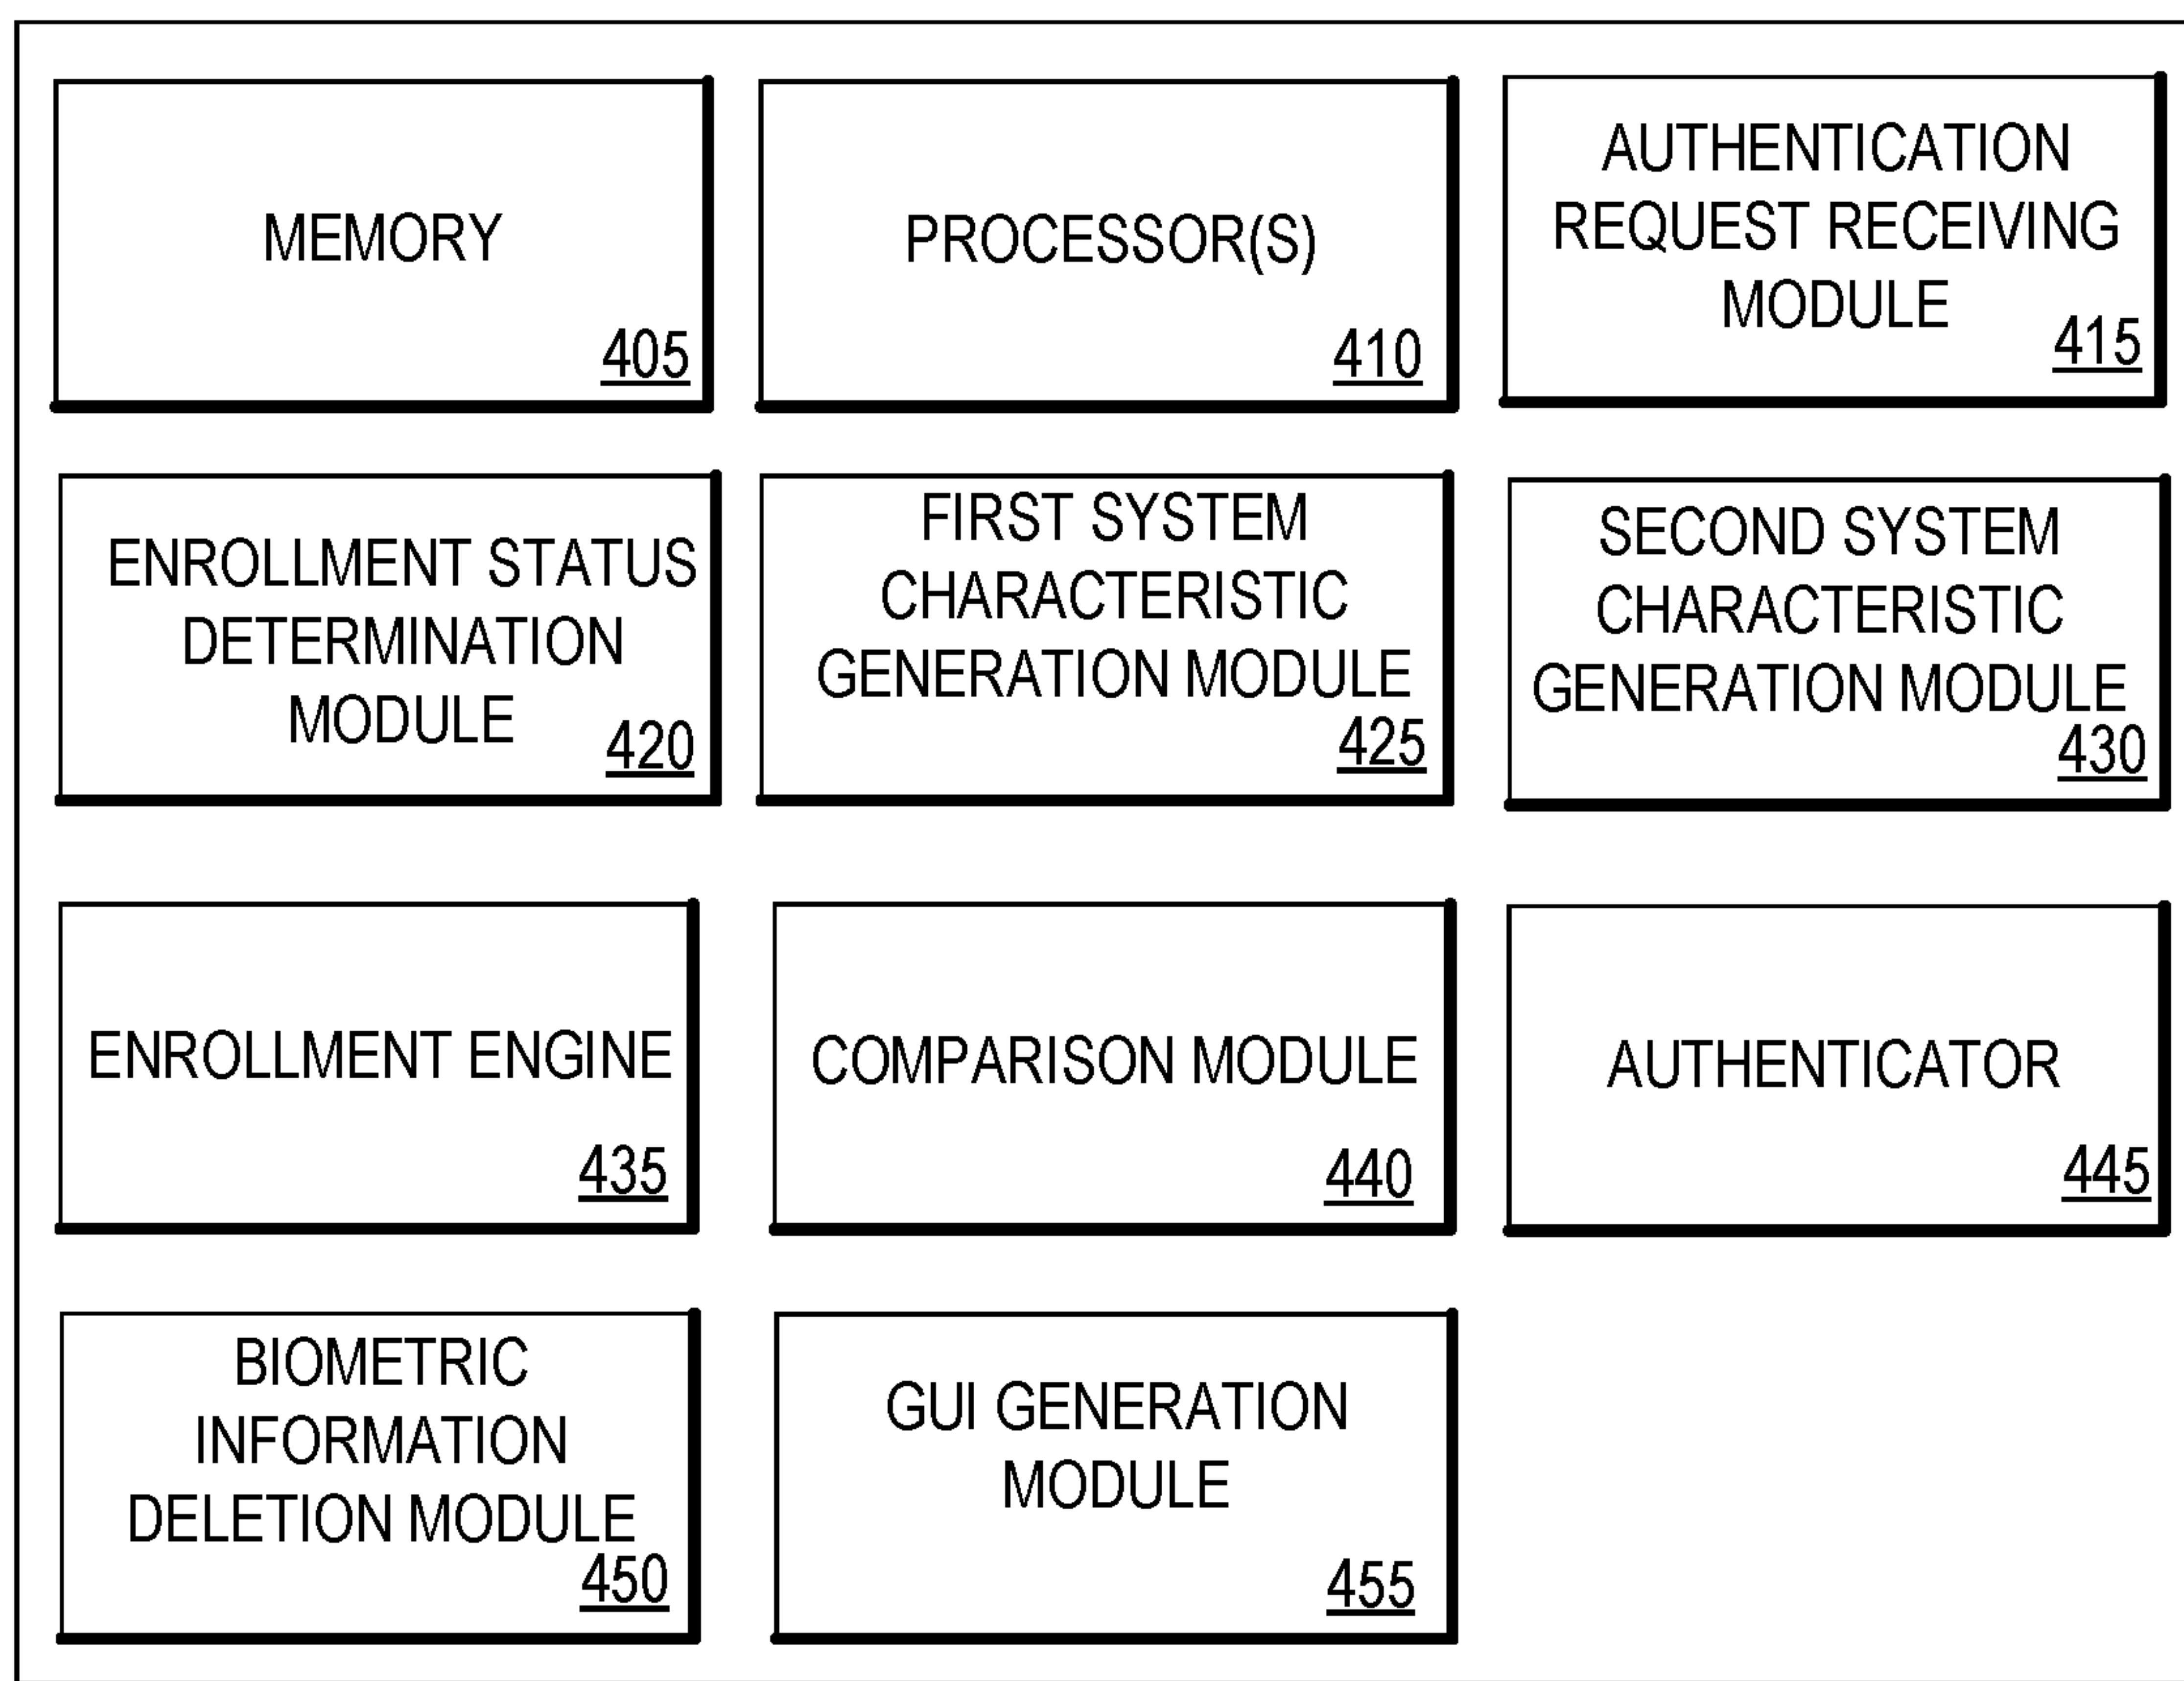 MEMORY
405
PROCESSOR(S)
410
AUTHENTICATION
REQUEST RECEIVING
MODULE
415
ENROLLMENT STATUS
DETERMINATION
MODULE
420
FIRST SYSTEM
CHARACTERISTIC
GENERATION MODULE
425
SECOND SYSTEM
CHARACTERISTIC
GENERATION MODULE
430
ENROLLMENT ENGINE
435
COMPARISON MODULE
440
AUTHENTICATOR
445
BIOMETRIC
INFORMATION
DELETION MODULE
450
GUI GENERATION
MODULE
455